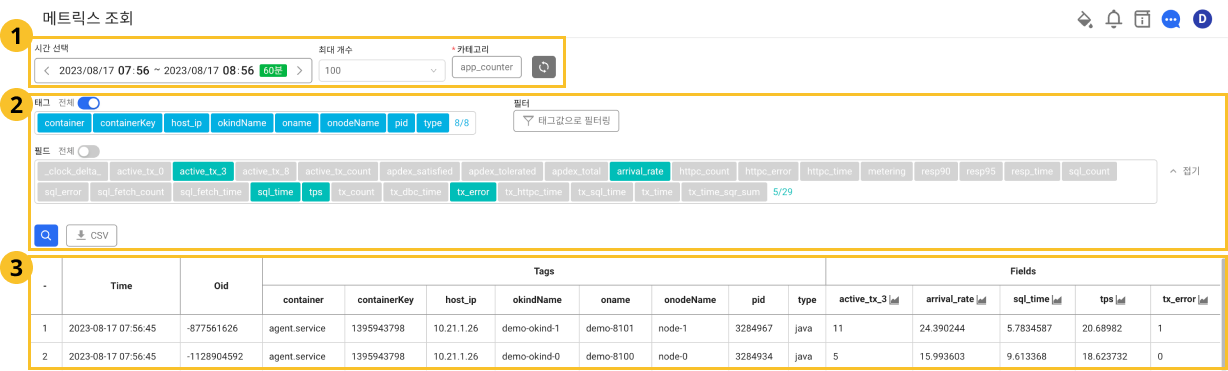 메트릭스 조회
D
1
시간 선택
최대 개수
* 카테고리
2023/08/17 07:56 ~ 2023/08/17 08:56 60분
100
app_counter
2
태그 전체
필터
container containerKey host_ip okindName oname onodeName pid type 8/8
태그값으로 필터링
필드 전체
_clock_delta_ active_tx_0 active_tx_3 active_tx_8 active_tx_count apdex_satisfied apdex_tolerated apdex_total arrival_rate httpc_count httpc_error httpc_time metering resp90 resp95 resp_time sql_count
접기
sql_error sql_fetch_count sql_fetch_time sql_time tps tx_count tx_dbc_time tx_error tx_httpc_time tx_sql_time tx_time tx_time_sqr_sum 5/29
CSV
3
- Time Oid Tags Fields
container containerKey host_ip okindName oname onodeName pid type active_tx_3 arrival_rate sql_time tps tx_error
1 2023-08-17 07:56:45 -877561626 agent.service 1395943798 10.21.1.26 demo-okind-1 demo-8101 node-1 3284967 java 11 24.390244 5.7834587 20.68982 1
2 2023-08-17 07:56:45 -1128904592 agent.service 1395943798 10.21.1.26 demo-okind-0 demo-8100 node-0 3284934 java 5 15.993603 9.613368 18.623732 0